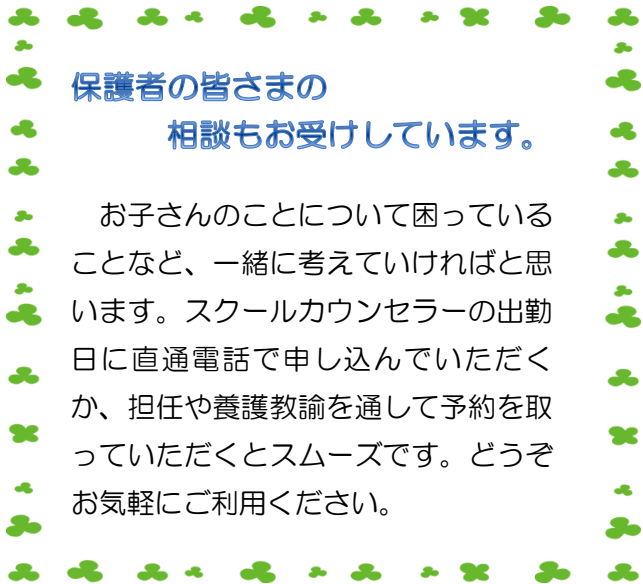 保護者の皆さまの
相談もお受けしています。
お子さんのことについて困っている
ことなど、一緒に考えていければと思
います。スクールカウンセラーの出勤
日に直通電話で申し込んでいただく
か、担任や養護教諭を通して予約を取
っていただくとスムーズです。どうぞ
お気軽にご利用ください。